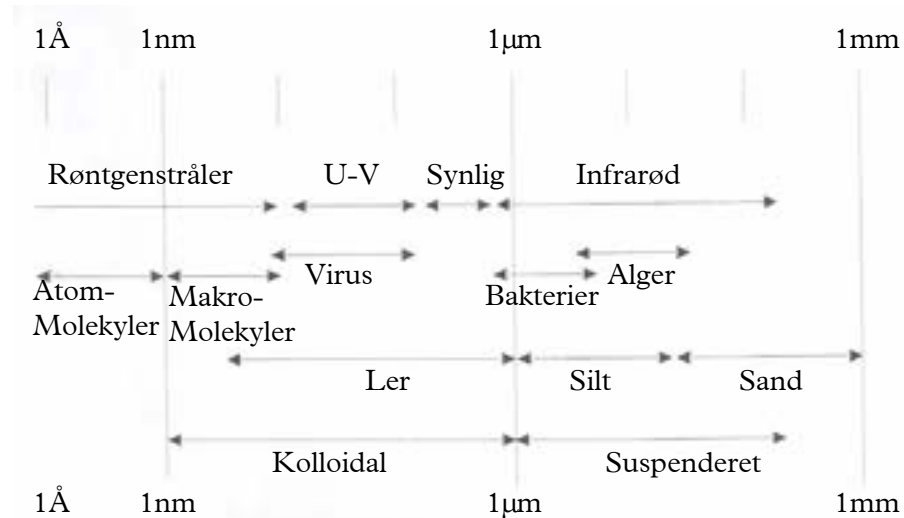 1Å 1nm 1µm 1mm
Røntgenstråler U-V Synlig Infrarød
Virus Alger
Atom- Makro- Bakterier
Molekyler Molekyler
Ler Silt Sand
Kolloidal Suspenderet
1Å 1nm 1µm 1mm